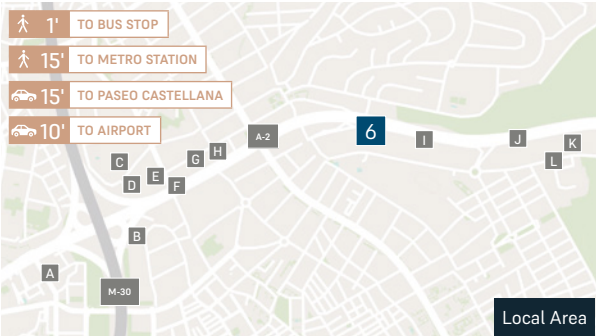 1' TO BUS STOP
15' TO METRO STATION
15' TO PASEO CASTELLANA
10' TO AIRPORT
A-2
6
I
J
K
L
H
G
C
E
D
F
B
A
M-30
Local Area